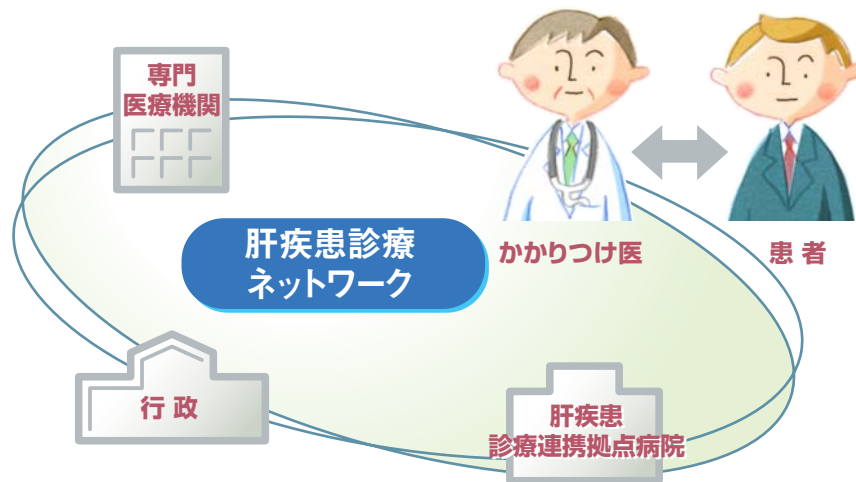 専門
医療機関
肝疾患診療
ネットワーク
かかりつけ医
患者
行政
肝疾患
診療連携拠点病院